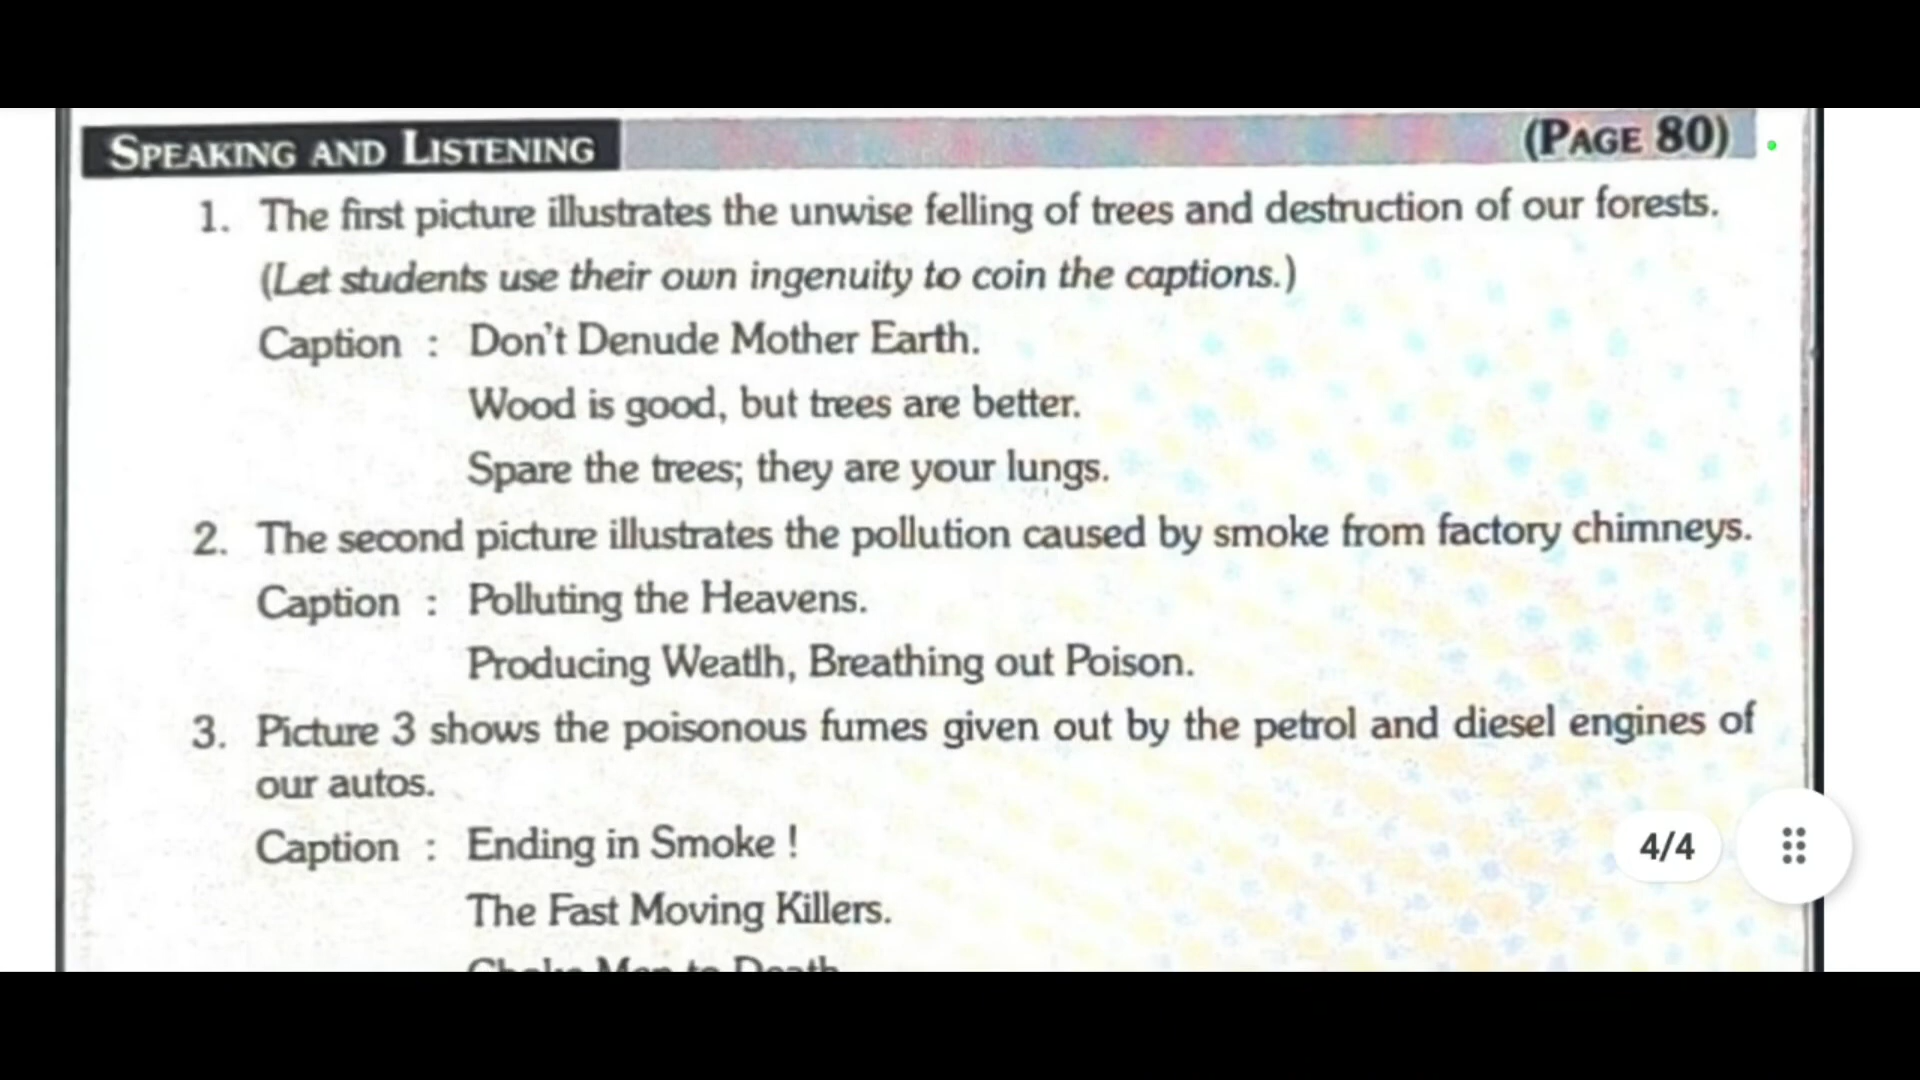 SPEAKING AND LISTENING (PAGE 80)
1. The first picture illustrates the unwise felling of trees and destruction of our forests.
(Let students use their own ingenuity to coin the captions.)
Caption : Don't Denude Mother Earth.
Wood is good, but trees are better.
Spare the trees; they are your lungs.
2. The second picture illustrates the pollution caused by smoke from factory chimneys.
Caption : Polluting the Heavens.
Producing Weatlh, Breathing out Poison.
3. Picture 3 shows the poisonous fumes given out by the petrol and diesel engines of
our autos.
Caption : Ending in Smoke !
The Fast Moving Killers.
4/4